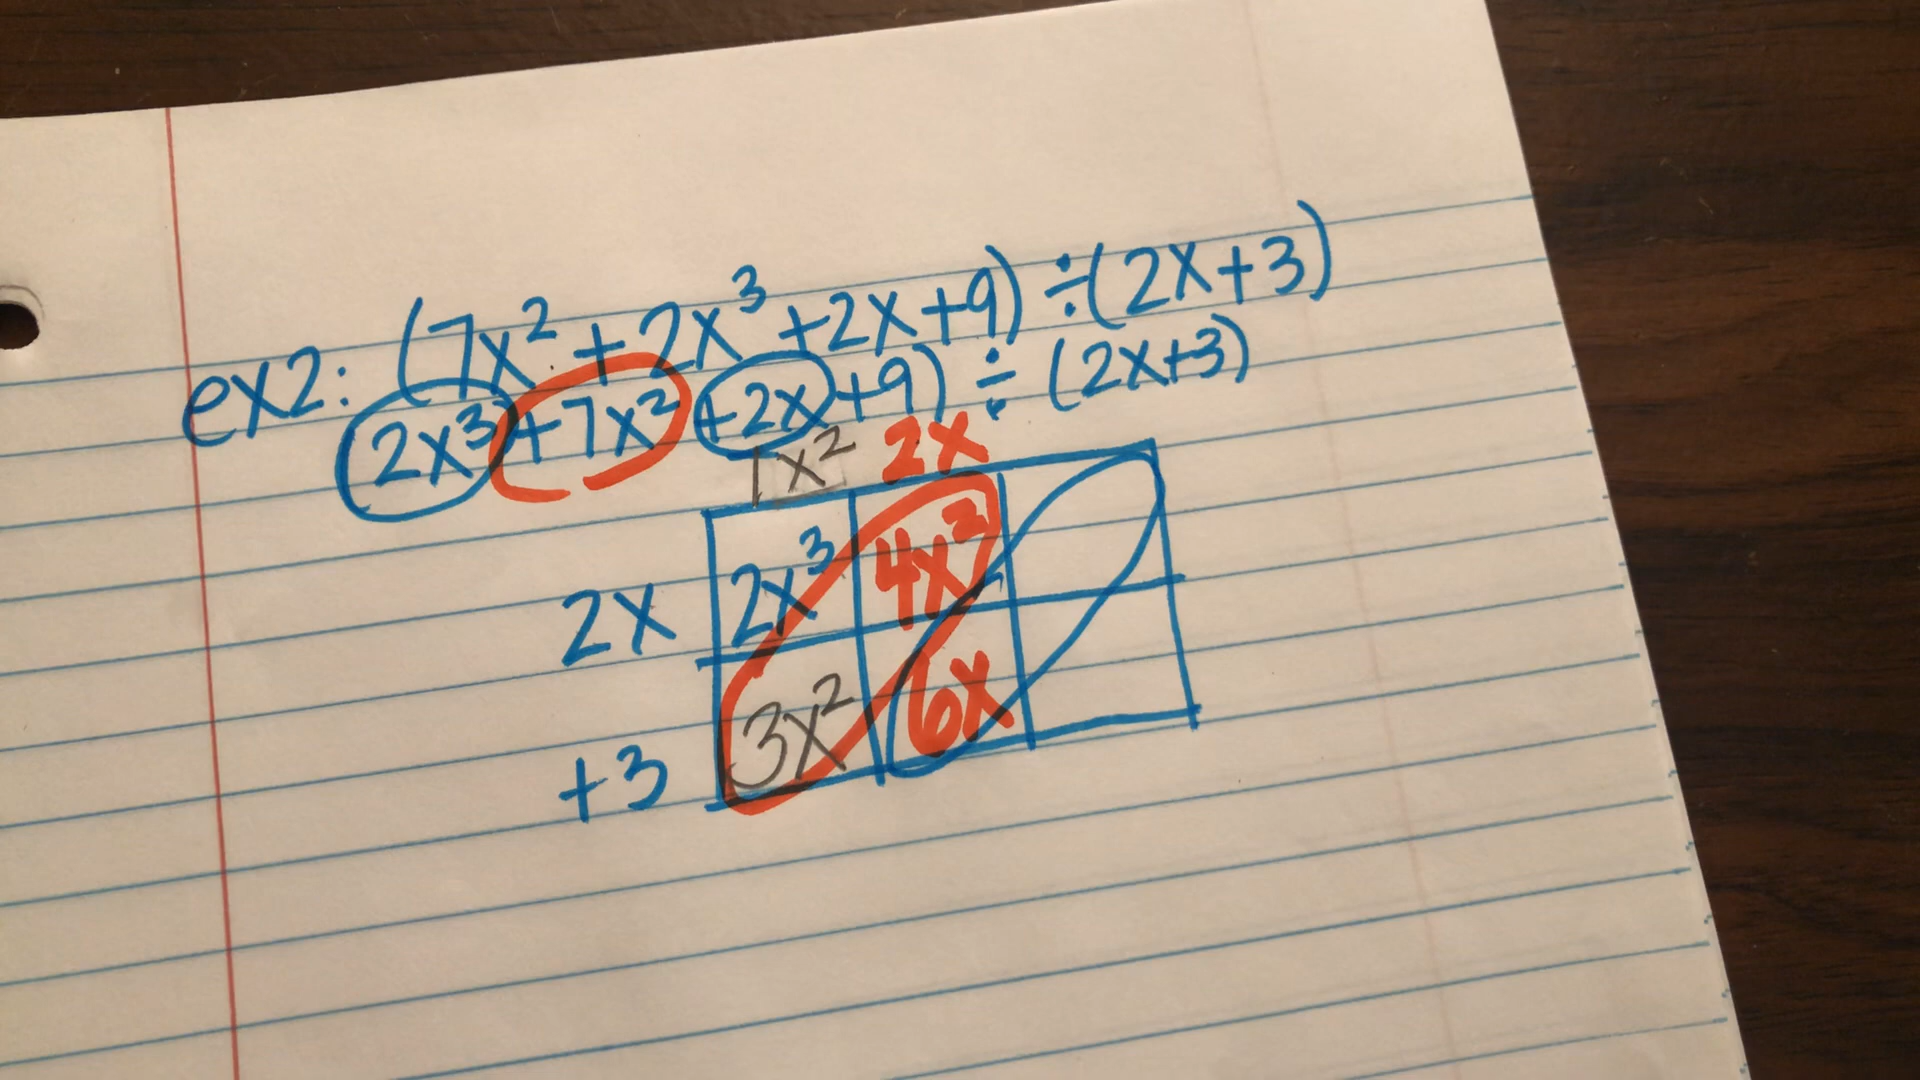 ex2: (7x² + 2x³ + 2x + 9) ÷ (2x + 3)
2x³ + 7x² + 2x + 9) ÷ (2x + 3)
1x² 2x
2x 2x³ 4x²
+3 3x² 6x